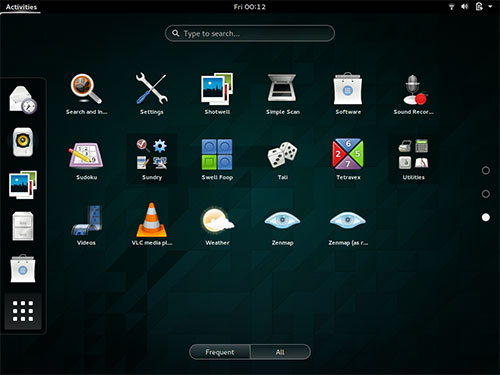 Activities
Fri 00:12
Type to search...
Search and In...
Settings
Shotwell
Simple Scan
Software
Sound Recor...
Sudoku
Sundry
Swell Foop
Tali
Tetravex
Utilities
Videos
VLC media pl...
Weather
Zenmap
Zenmap (as r...
Frequent
All